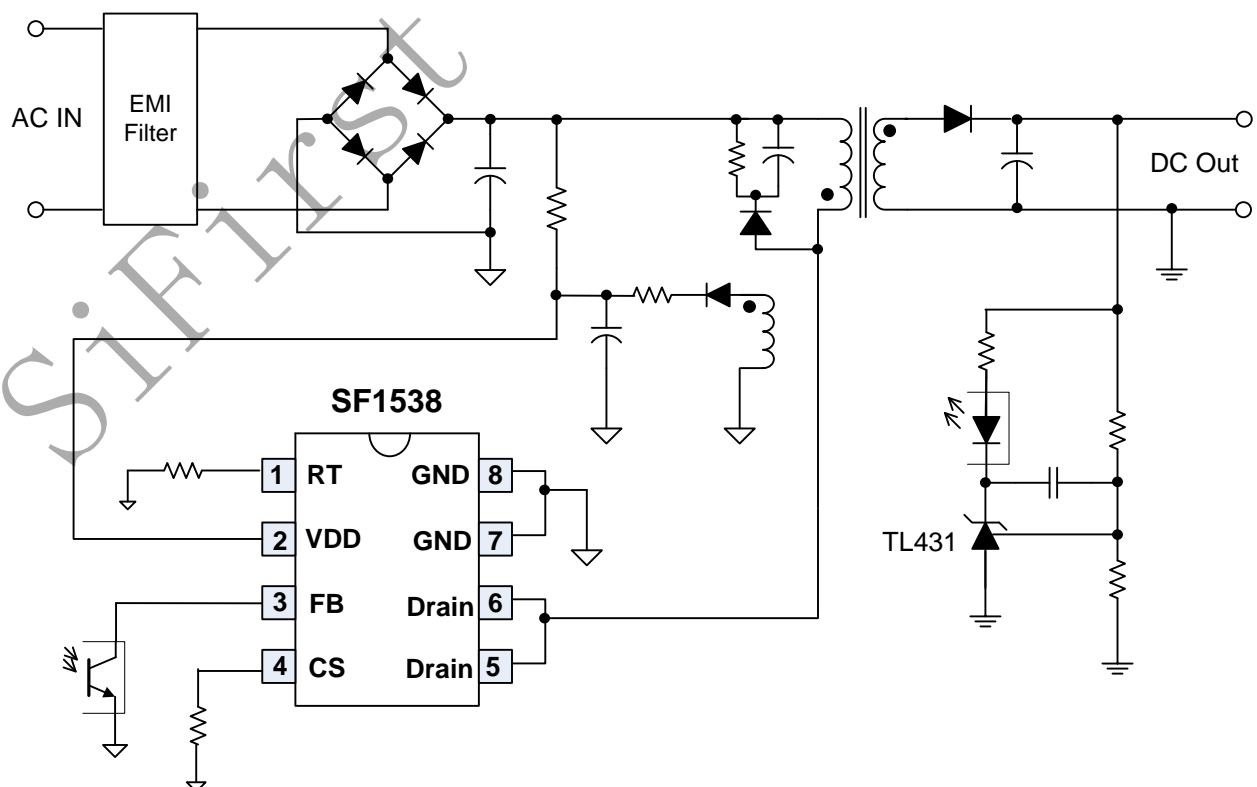 AC IN
EMI
Filter
DC Out
SiFirst
SF1538
1 RT GND 8
2 VDD GND 7
3 FB Drain 6
4 CS Drain 5
TL431